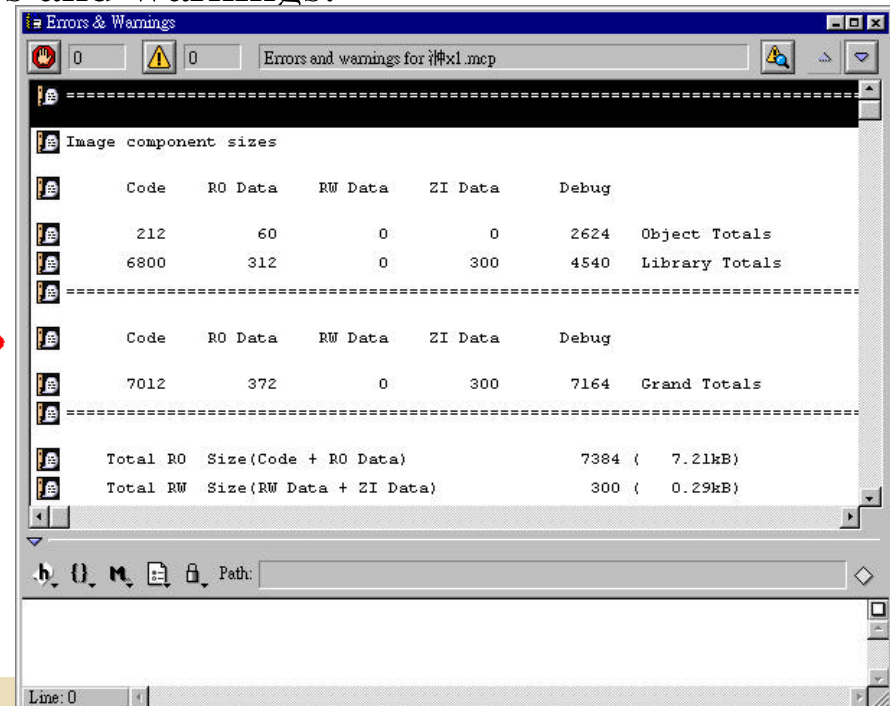 s and warnings.
Errors & Warnings
0 0 Errors and warnings for 沖x1.mcp
================================================================
Image component sizes
Code RO Data RW Data ZI Data Debug
212 60 0 0 2624 Object Totals
6800 312 0 300 4540 Library Totals
================================================================
Code RO Data RW Data ZI Data Debug
7012 372 0 300 7164 Grand Totals
================================================================
Total RO Size(Code + RO Data) 7384 ( 7.21kB)
Total RW Size(RW Data + ZI Data) 300 ( 0.29kB)
.h, {} M, Path:
Line: 0